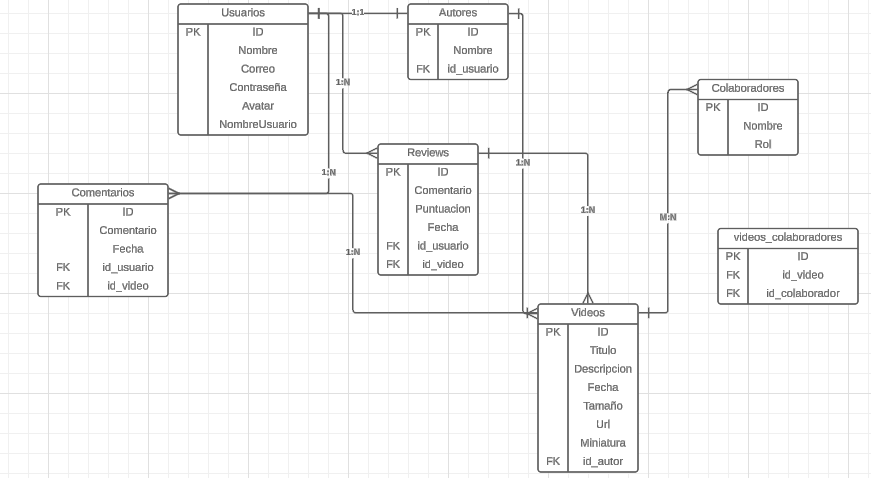 Usuarios
PK ID
Nombre
Correo
Contraseña
Avatar
NombreUsuario
1:1
Autores
PK ID
Nombre
FK id_usuario
1:N
1:N
1:N
Colaboradores
PK ID
Nombre
Rol
Reviews
PK ID
Comentario
Puntuacion
Fecha
FK id_usuario
FK id_video
Comentarios
PK ID
Comentario
Fecha
FK id_usuario
FK id_video
1:N
1:N
M:N
videos_colaboradores
PK ID
FK id_video
FK id_colaborador
Videos
PK ID
Titulo
Descripcion
Fecha
Tamaño
Url
Miniatura
FK id_autor